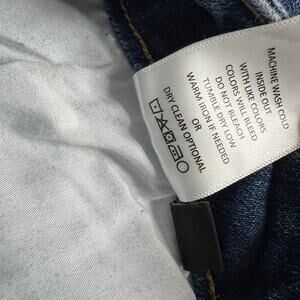 MACHINE WASH COLD
INSIDE OUT
WITH LIKE COLOR
COLORS WILL BLEED
DO NOT BLEACH
TUMBLE DRY LOW
WARM IRON IF NEEDED
OR
DRY CLEAN OPTIONAL